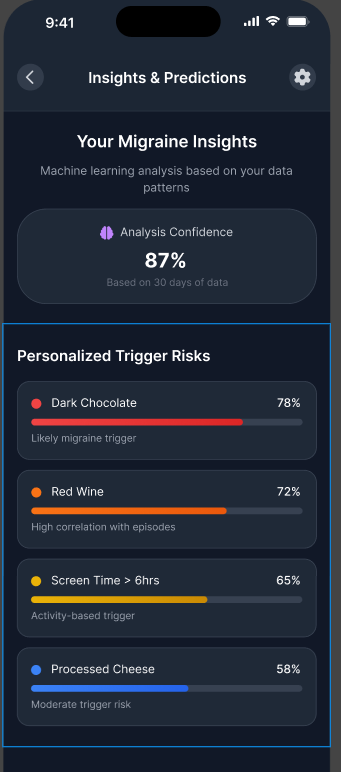 9:41
Insights & Predictions
Your Migraine Insights
Machine learning analysis based on your data
patterns
Analysis Confidence
87%
Based on 30 days of data
Personalized Trigger Risks
Dark Chocolate 78%
Likely migraine trigger
Red Wine 72%
High correlation with episodes
Screen Time > 6hrs 65%
Activity-based trigger
Processed Cheese 58%
Moderate trigger risk